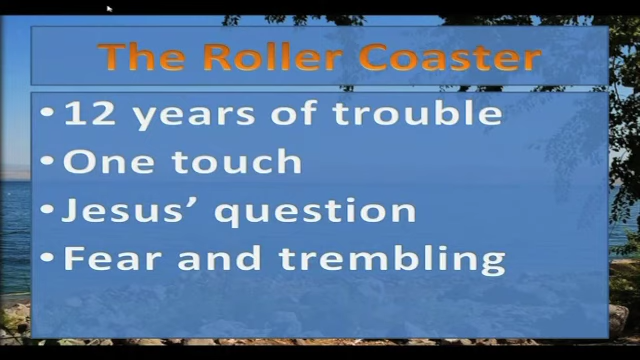 The Roller Coaster
• 12 years of trouble
• One touch
• Jesus’ question
• Fear and trembling